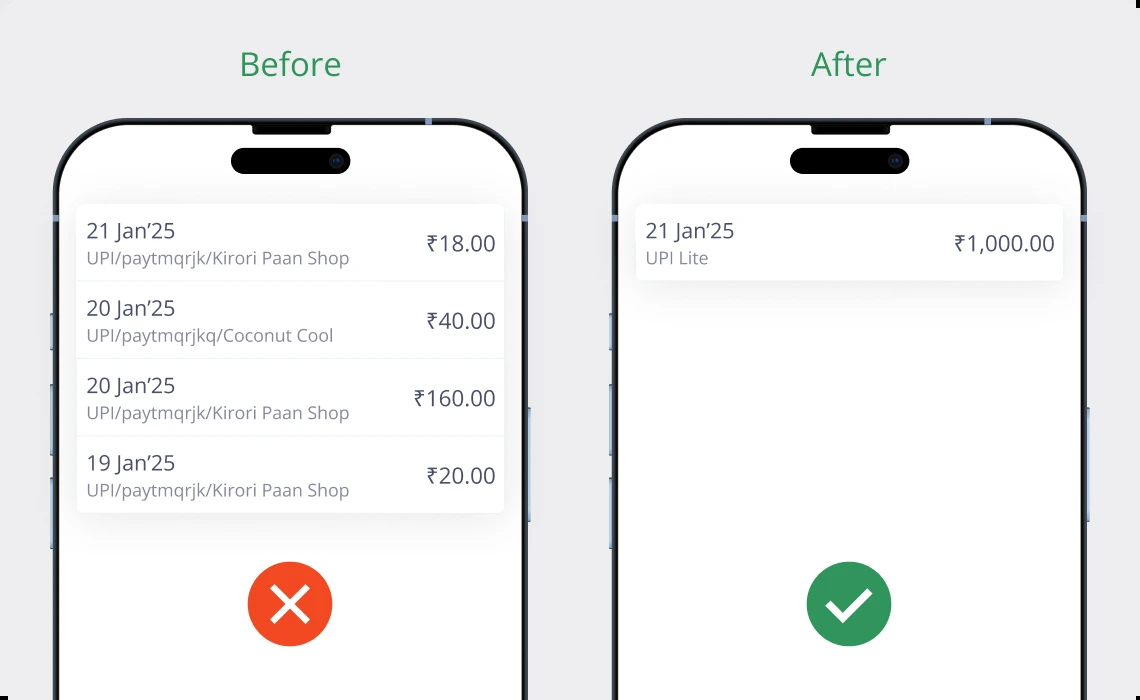 Before
21 Jan’25
UPI/paytmqrjk/Kirori Paan Shop
₹18.00
20 Jan’25
UPI/paytmqrjkq/Coconut Cool
₹40.00
20 Jan’25
UPI/paytmqrjk/Kirori Paan Shop
₹160.00
19 Jan’25
UPI/paytmqrjk/Kirori Paan Shop
₹20.00
After
21 Jan’25
UPI Lite
₹1,000.00